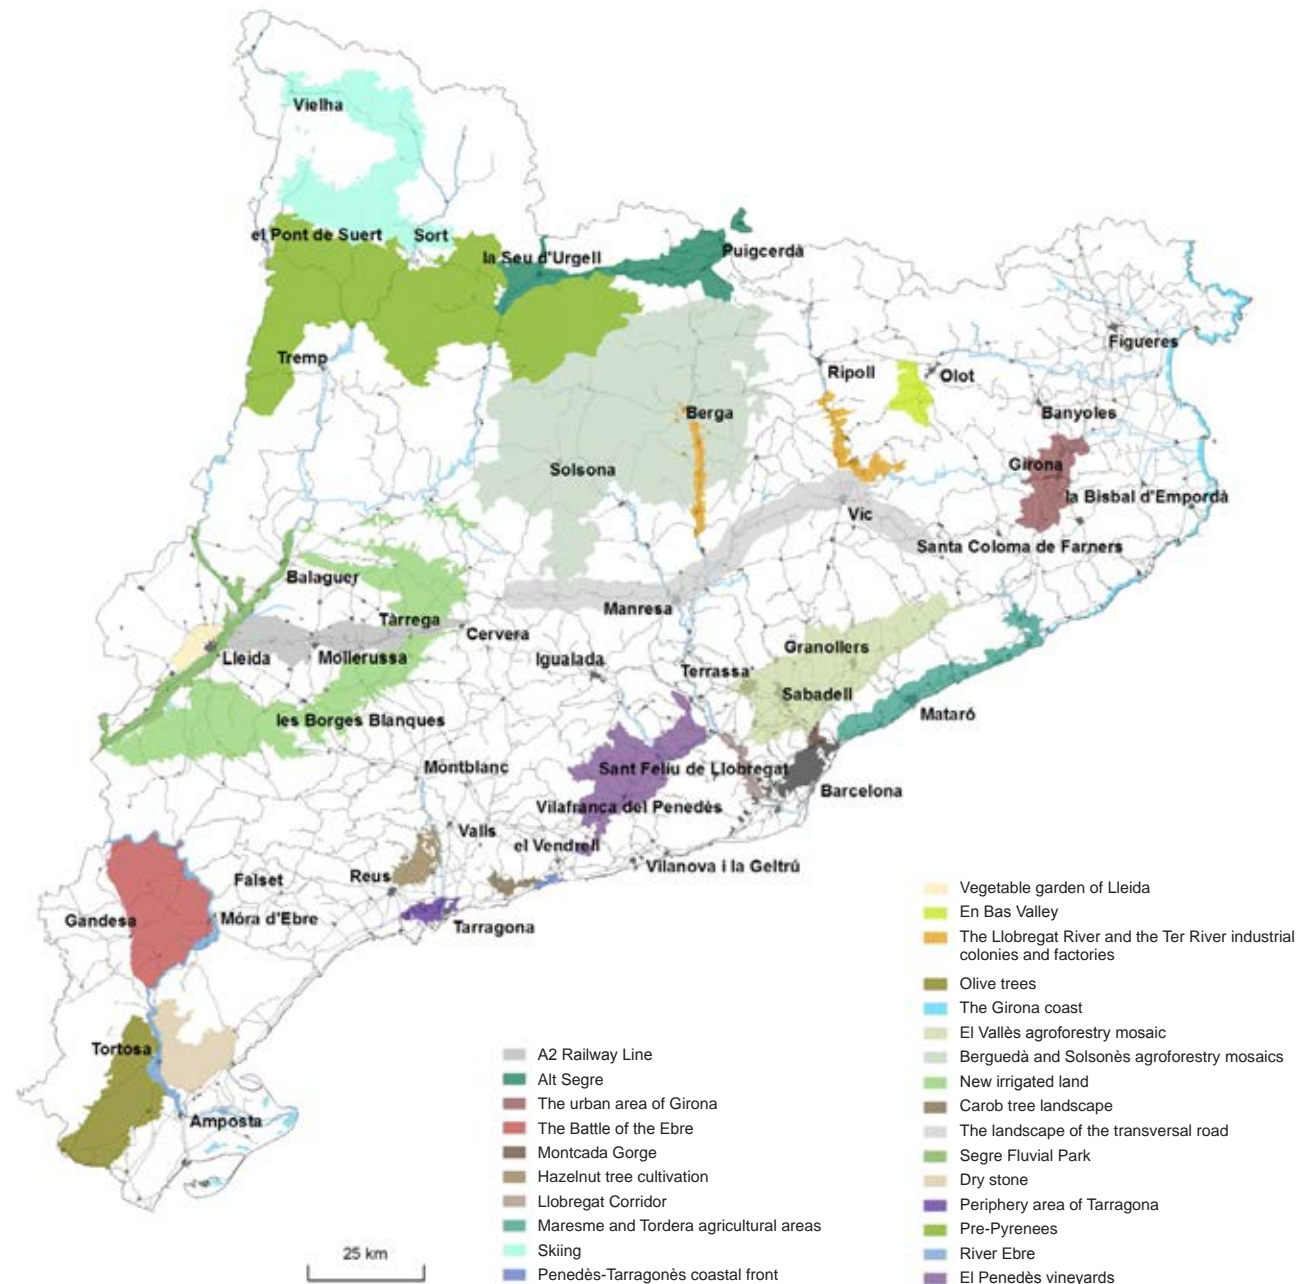 Vielha
el Pont de Suert
Sort
la Seu d'Urgell
Puigcerdà
Figueres
Tremp
Ripoll
Olot
Berga
Banyoles
Solsona
Girona
la Bisbal d'Empordà
Vic
Santa Coloma de Farners
Balaguer
Manresa
Tàrrega
Cervera
Granollers
Lleida
Mollerussa
Igualada
Terrassa
Sabadell
Mataró
les Borges Blanques
Montblanc
Sant Feliu de Llobregat
Barcelona
Vilafranca del Penedès
Valls
el Vendrell
Vilanova i la Geltrú
Falset
Reus
Gandesa
Móra d'Ebre
Tarragona
Tortosa
Amposta
25 km
A2 Railway Line
Alt Segre
The urban area of Girona
The Battle of the Ebre
Montcada Gorge
Hazelnut tree cultivation
Llobregat Corridor
Maresme and Tordera agricultural areas
Skiing
Penedès-Tarragonès coastal front
Vegetable garden of Lleida
En Bas Valley
The Llobregat River and the Ter River industrial
colonies and factories
Olive trees
The Girona coast
El Vallès agroforestry mosaic
Berguedà and Solsonès agroforestry mosaics
New irrigated land
Carob tree landscape
The landscape of the transversal road
Segre Fluvial Park
Dry stone
Periphery area of Tarragona
Pre-Pyrenees
River Ebre
El Penedès vineyards